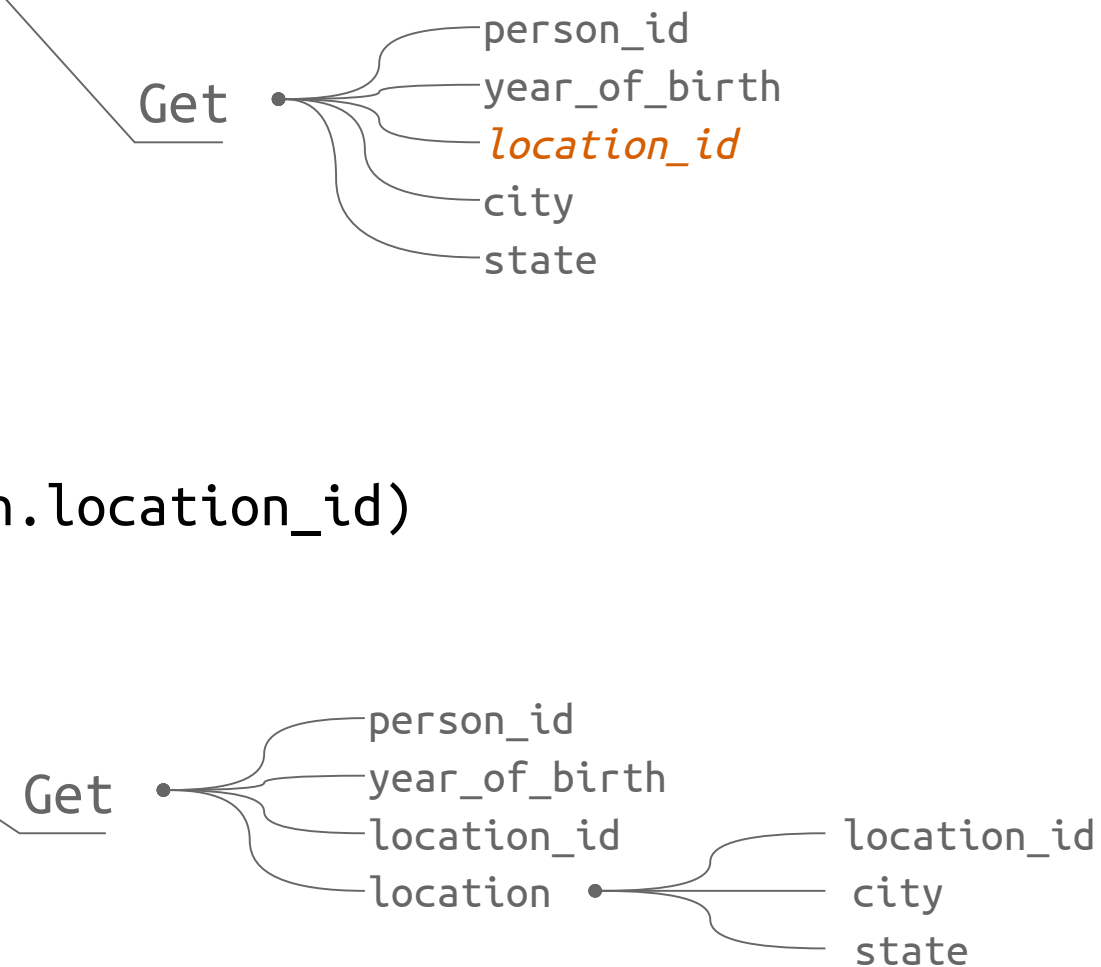 person_id
Get
year_of_birth
location_id
city
state
n.location_id)
person_id
Get
year_of_birth
location_id
location
location_id
city
state